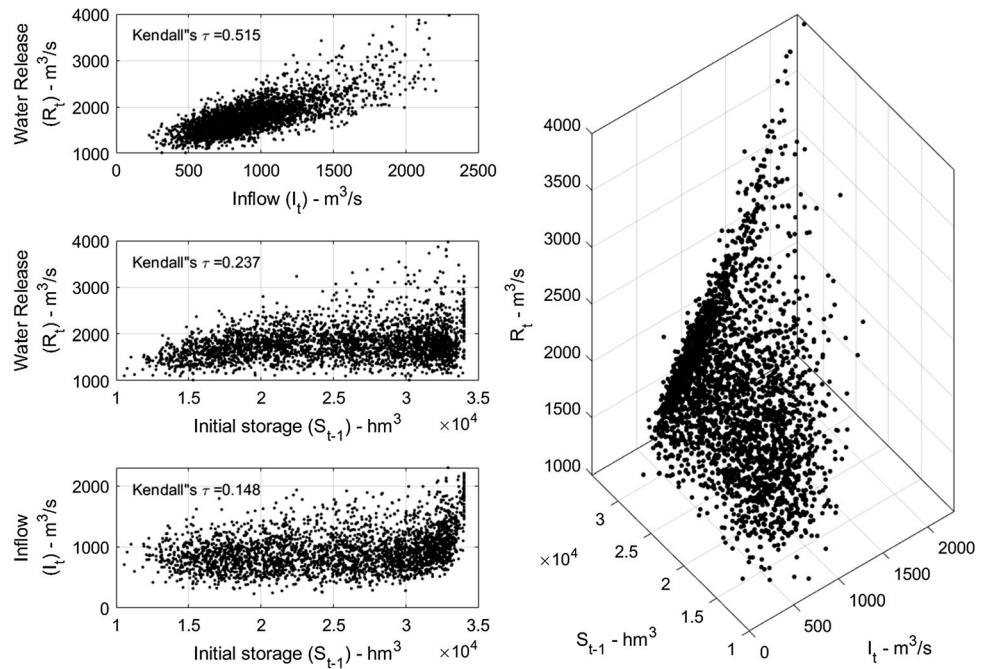 4000
3000
2000
1000
Water Release
(Rt) - m³/s
Kendall"s τ =0.515
0 500 1000 1500 2000 2500
Inflow (It) - m³/s
4000
3000
2000
1000
Water Release
(Rt) - m³/s
Kendall"s τ =0.237
1 1.5 2 2.5 3 3.5
Initial storage (St-1) - hm³ ×10⁴
2000
1000
0
Inflow
(It) - m³/s
Kendall"s τ =0.148
1 1.5 2 2.5 3 3.5
Initial storage (St-1) - hm³ ×10⁴
4000
3500
3000
2500
2000
1500
1000
Rt - m³/s
3
2.5
2
1.5
1
×10⁴
St-1 - hm³
0
500
1000
1500
2000
It - m³/s